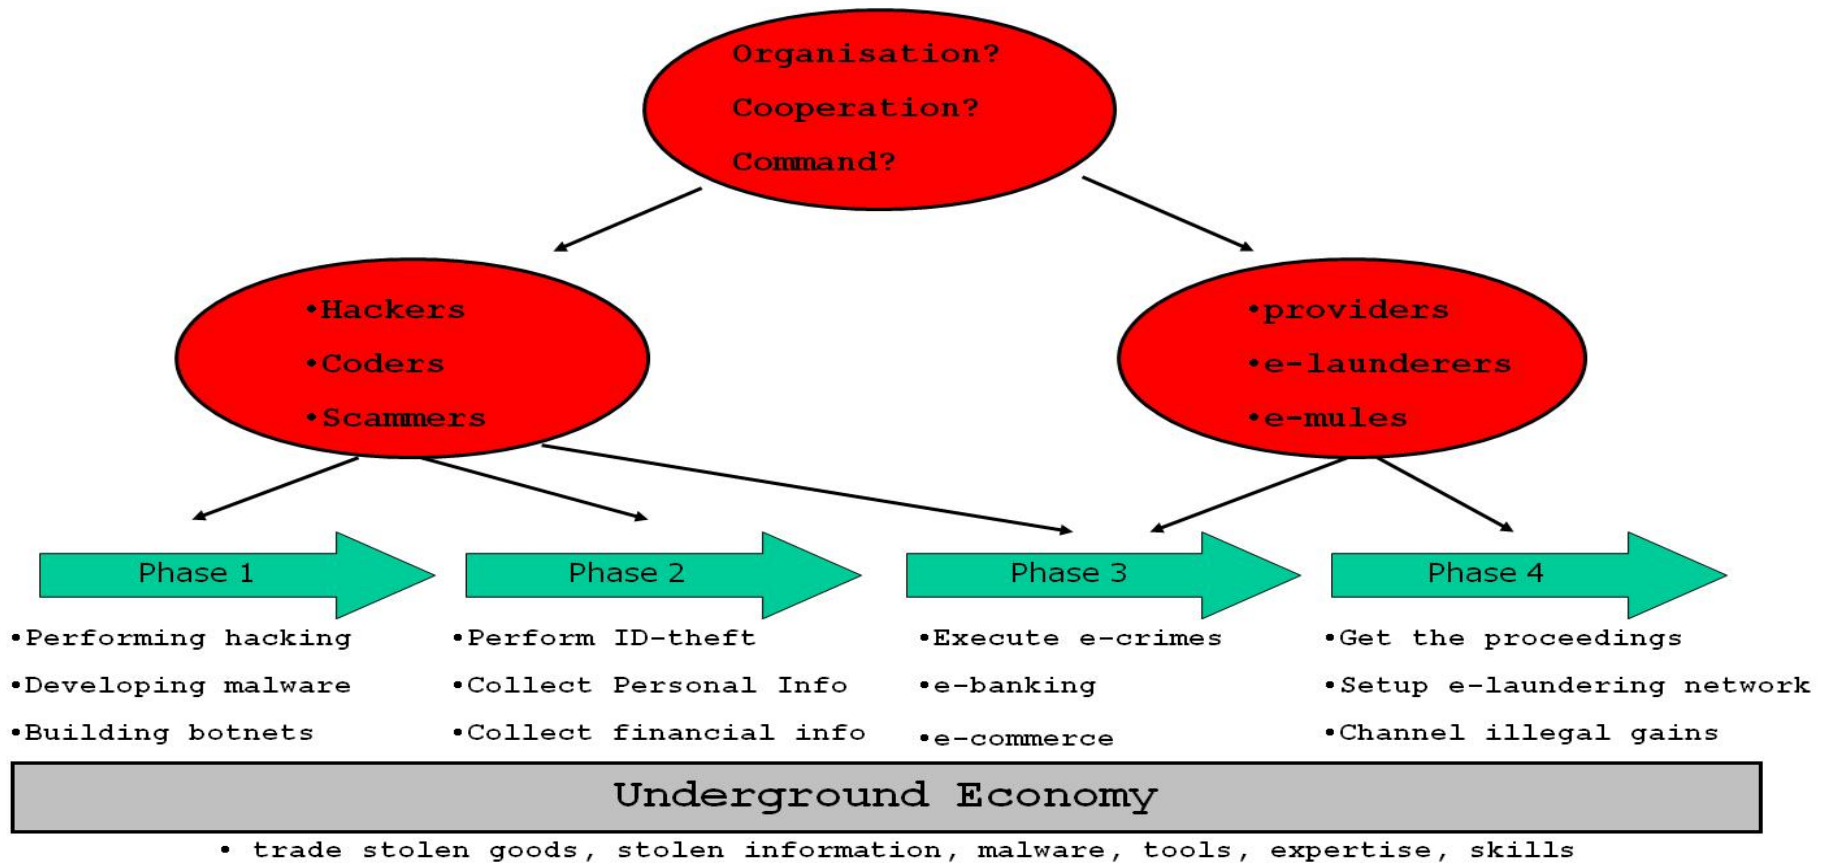 Organisation?
Cooperation?
Command?
•Hackers
•Coders
•Scammers
•providers
•e-launderers
•e-mules
Phase 1
Phase 2
Phase 3
Phase 4
•Performing hacking
•Developing malware
•Building botnets
•Perform ID-theft
•Collect Personal Info
•Collect financial info
•Execute e-crimes
•e-banking
•e-commerce
•Get the proceedings
•Setup e-laundering network
•Channel illegal gains
Underground Economy
• trade stolen goods, stolen information, malware, tools, expertise, skills